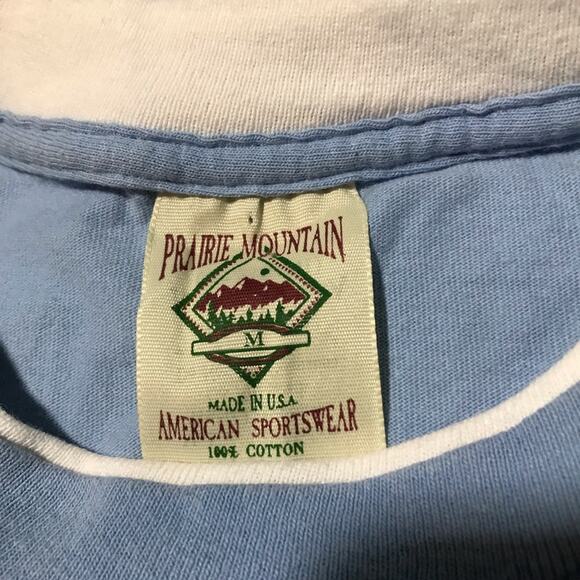 PRAIRIE MOUNTAIN
M
MADE IN U.S.A.
AMERICAN SPORTSWEAR
100% COTTON